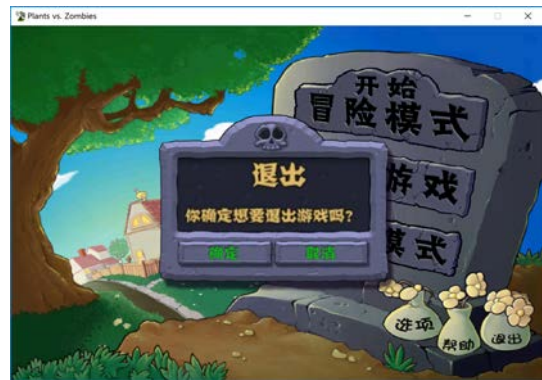 Plants vs. Zombies
开始
冒险模式
游戏
模式
退出
你确定想要退出游戏吗?
确定
取消
选项
帮助
退出